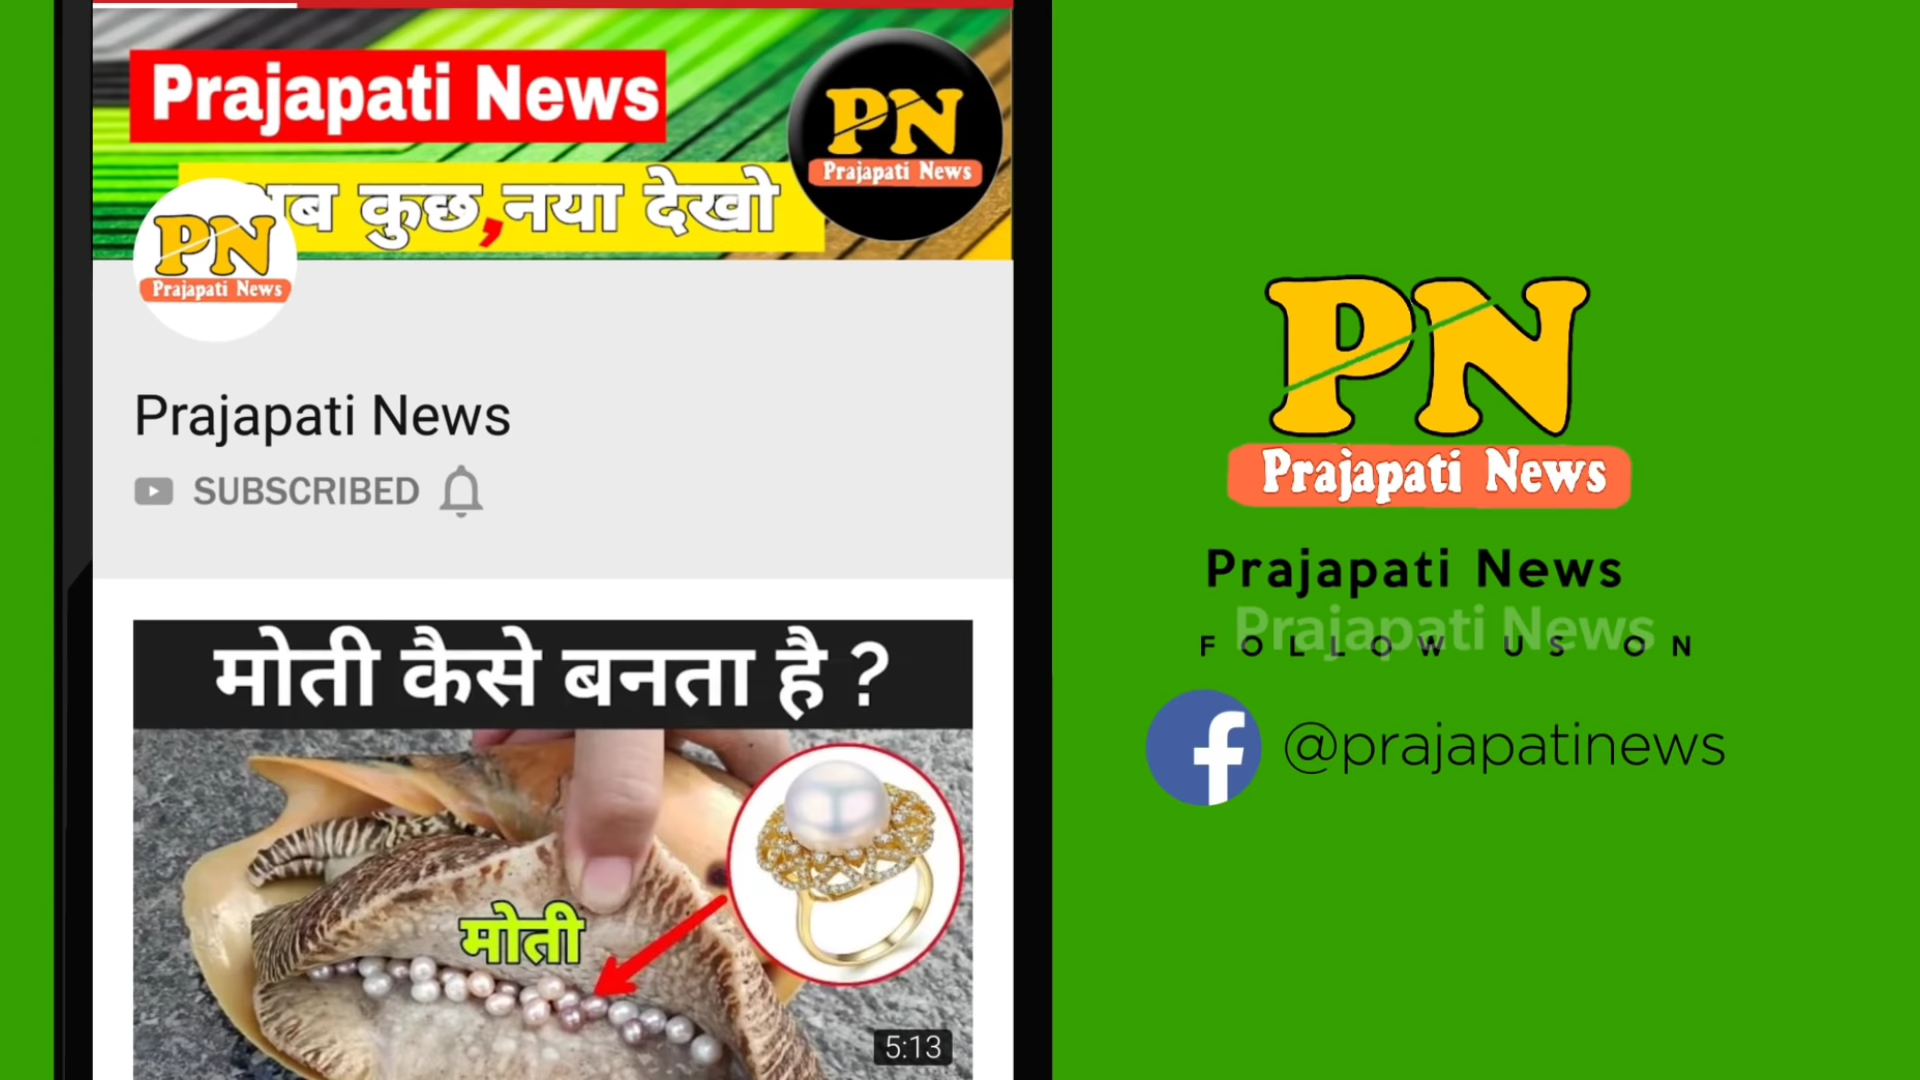 Prajapati News
PN
Prajapati News
कुछ,नया देखो
PN
Prajapati News
Prajapati News
SUBSCRIBED
मोती कैसे बनता है ?
मोती
5:13
PN
Prajapati News
Prajapati News
Prajapati News
FOLLOW US ON
@prajapatinews